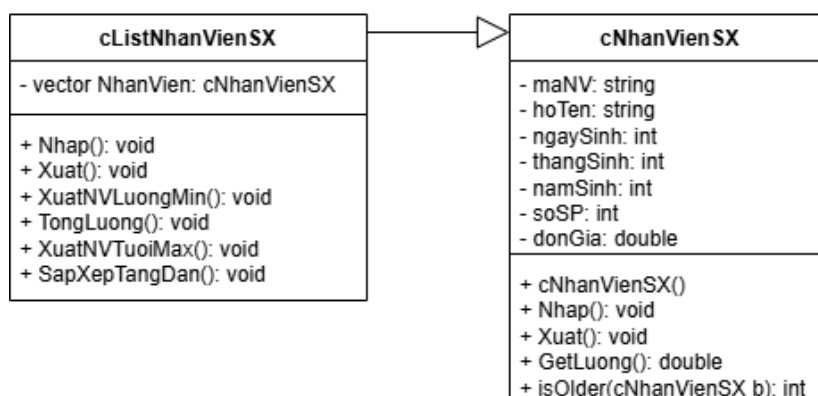 cListNhanVienSX
- vector NhanVien: cNhanVienSX
+ Nhap(): void
+ Xuat(): void
+ XuatNVLuongMin(): void
+ TongLuong(): void
+ XuatNVTuoiMax(): void
+ SapXepTangDan(): void
cNhanVienSX
- maNV: string
- hoTen: string
- ngaySinh: int
- thangSinh: int
- namSinh: int
- soSP: int
- donGia: double
+ cNhanVienSX()
+ Nhap(): void
+ Xuat(): void
+ GetLuong(): double
+ isOlder(cNhanVienSX b): int